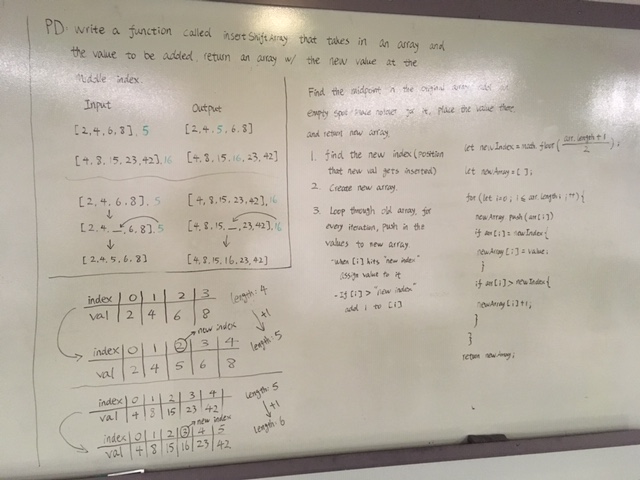 PD: Write a function called insertShiftArray that takes in an array and
the value to be added, return an array w/ the new value at the
middle index.
Input
Output
[2,4,6,8], 5
[2,4,5,6,8]
[4,8,15,23,42], 16
[4,8,15,16,23,42]
[2,4,6,8], 5
[4,8,15,23,42], 16
[2,4,_,6,8] 5
[4,8,15,_,23,42], 16
[2,4,5,6,8]
[4,8,15,16,23,42]
index 0 1 2 3
val 2 4 6 8
length: 4
+1
length: 5
new index
index 0 1 2 3 4
val 2 4 5 6 8
index 0 1 2 3 4
val 4 8 15 23 42
length: 5
+1
length: 6
new index
index 0 1 2 3 4 5
val 4 8 15 16 23 42
Find the midpoint of the original array, make an
empty spot/make room for it, place the value there,
and return new array.
1. find the new index (position
that new val gets inserted)
2. Create new array.
3. Loop through old array, for
every iteration, push in the
values to new array.
-when [i] hits "new index"
assign value to it
-If [i] > "new index"
add 1 to [i]
let newIndex = math.floor(arr.length+1
2);
let newArray = [];
for (let i=0; i ≤ arr.length; i++){
newArray.push(arr[i])
if arr[i] = newIndex{
newArray[i] = value;
}
if arr[i] > newIndex{
newArray[i]+1;
}
}
return newArray;